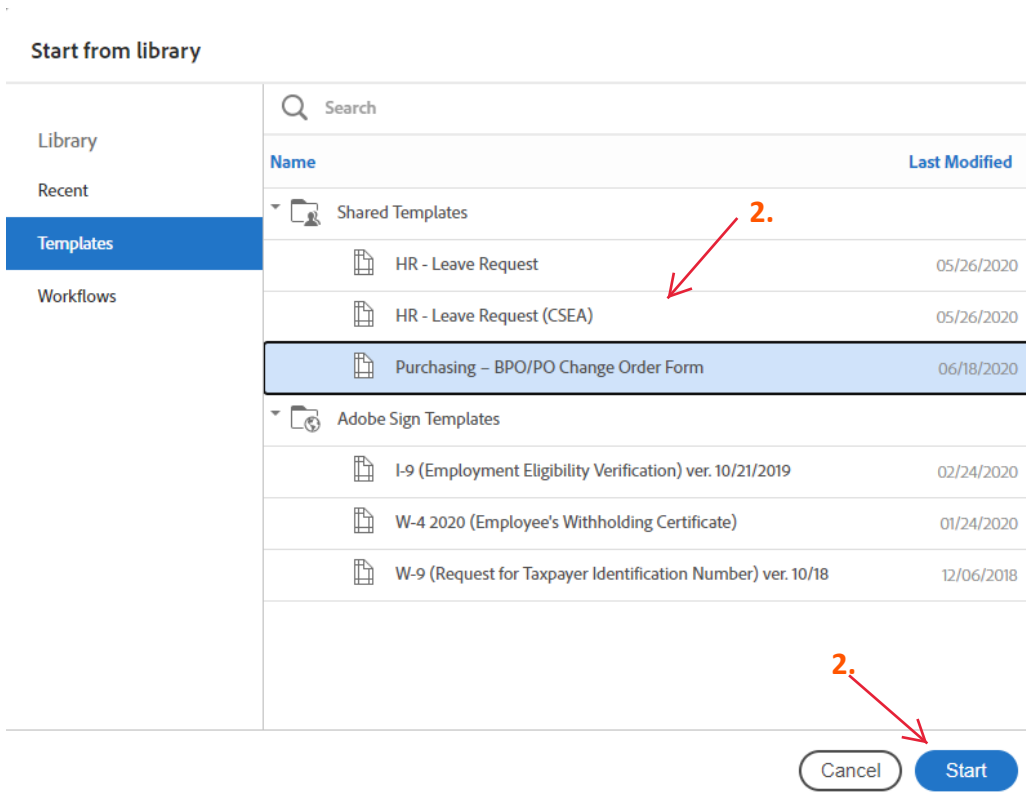 Start from library
Search
Library
Name Last Modified
Recent
Shared Templates 2.
Templates
HR - Leave Request 05/26/2020
Workflows
HR - Leave Request (CSEA) 05/26/2020
Purchasing – BPO/PO Change Order Form 06/18/2020
Adobe Sign Templates
I-9 (Employment Eligibility Verification) ver. 10/21/2019 02/24/2020
W-4 2020 (Employee's Withholding Certificate) 01/24/2020
W-9 (Request for Taxpayer Identification Number) ver. 10/18 12/06/2018
2.
Cancel Start